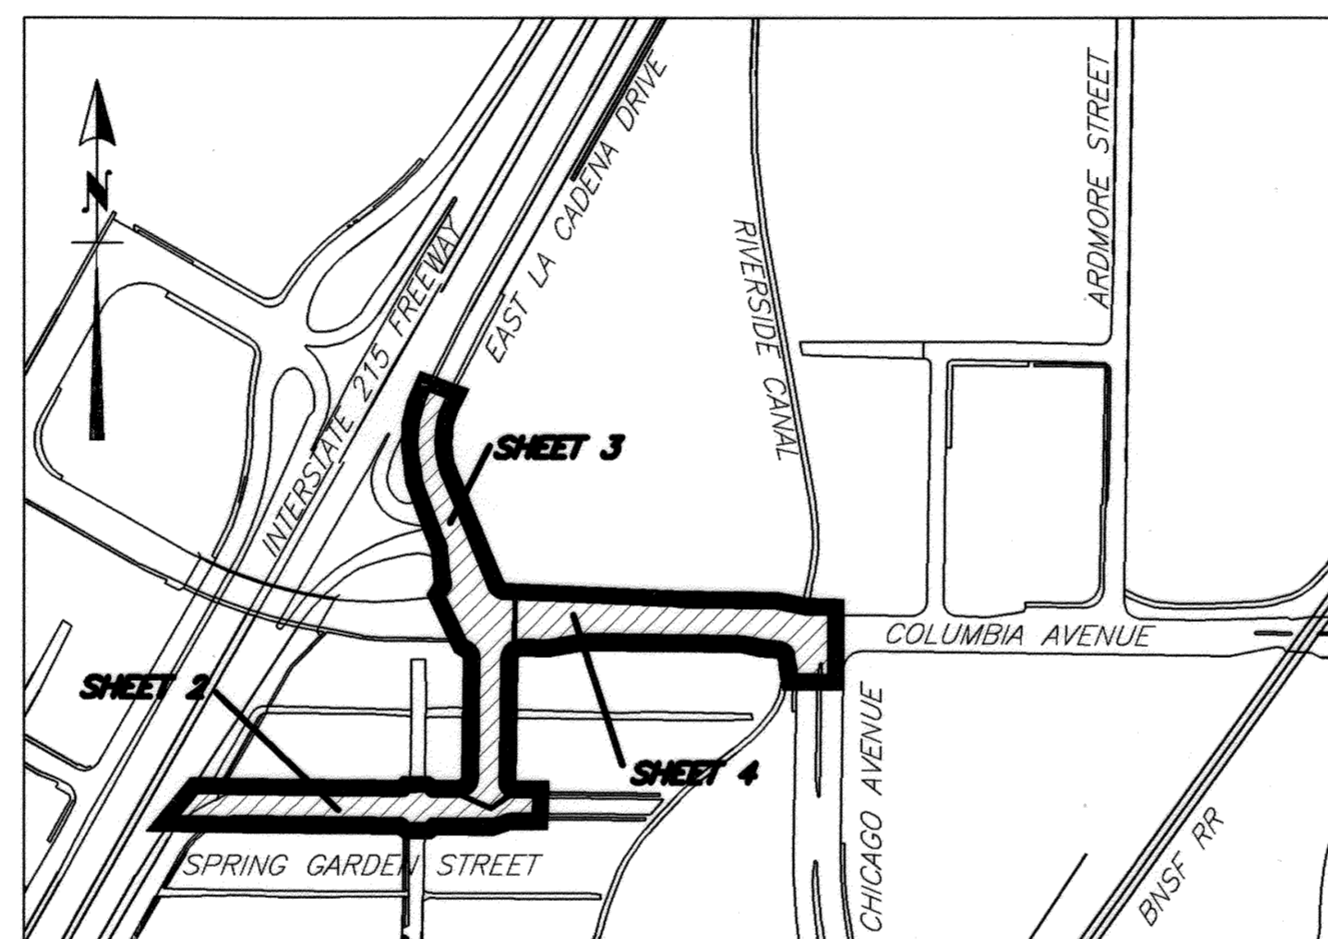 N
EAST LA CADENA DRIVE
ARDMORE STREET
RIVERSIDE CANAL
INTERSTATE 215 FREEWAY
SHEET 3
COLUMBIA AVENUE
SHEET 2
SHEET 4
CHICAGO AVENUE
SPRING GARDEN STREET
BNSF RR